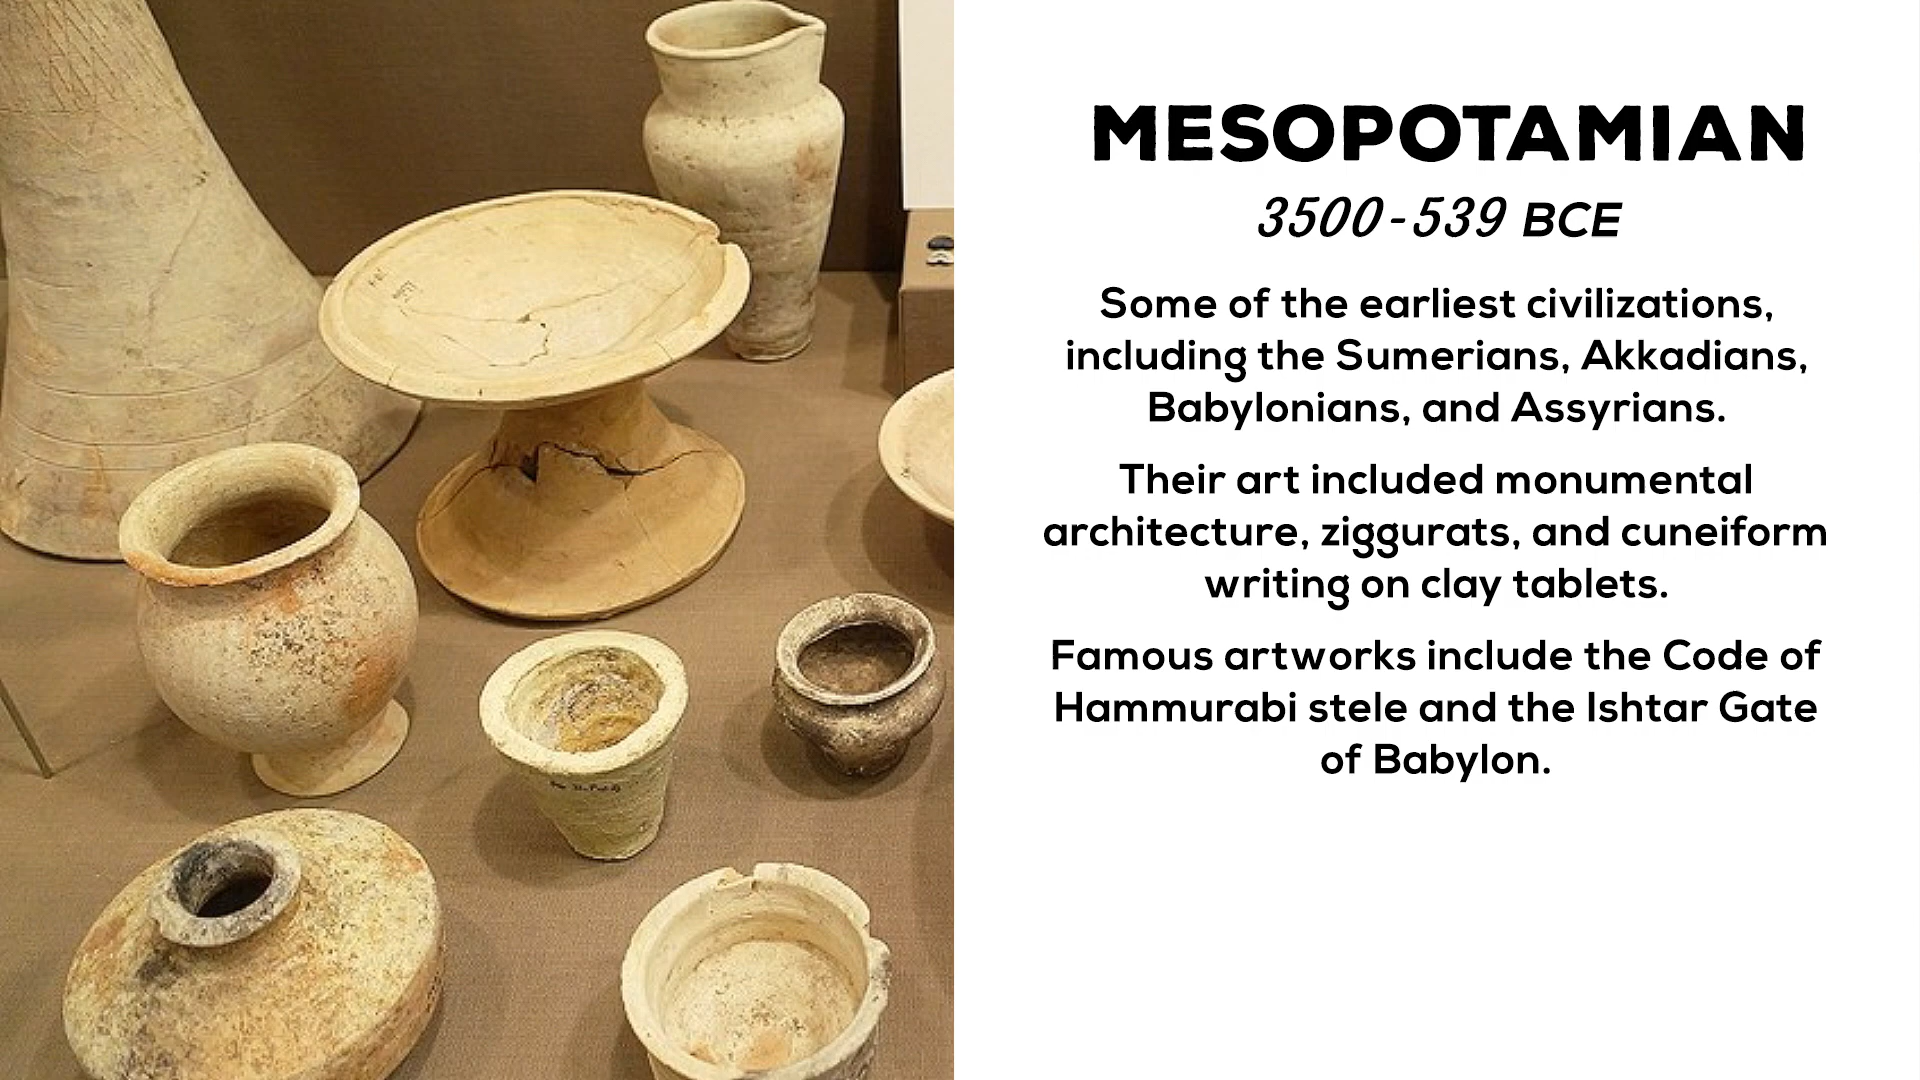 MESOPOTAMIAN
3500-539 BCE
Some of the earliest civilizations,
including the Sumerians, Akkadians,
Babylonians, and Assyrians.
Their art included monumental
architecture, ziggurats, and cuneiform
writing on clay tablets.
Famous artworks include the Code of
Hammurabi stele and the Ishtar Gate
of Babylon.